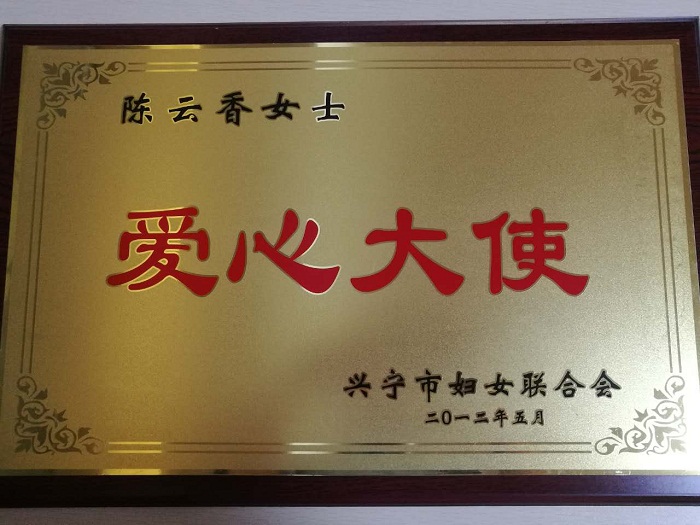 陈云香女士
爱心大使
兴宁市妇女联合会
二0一二年五月